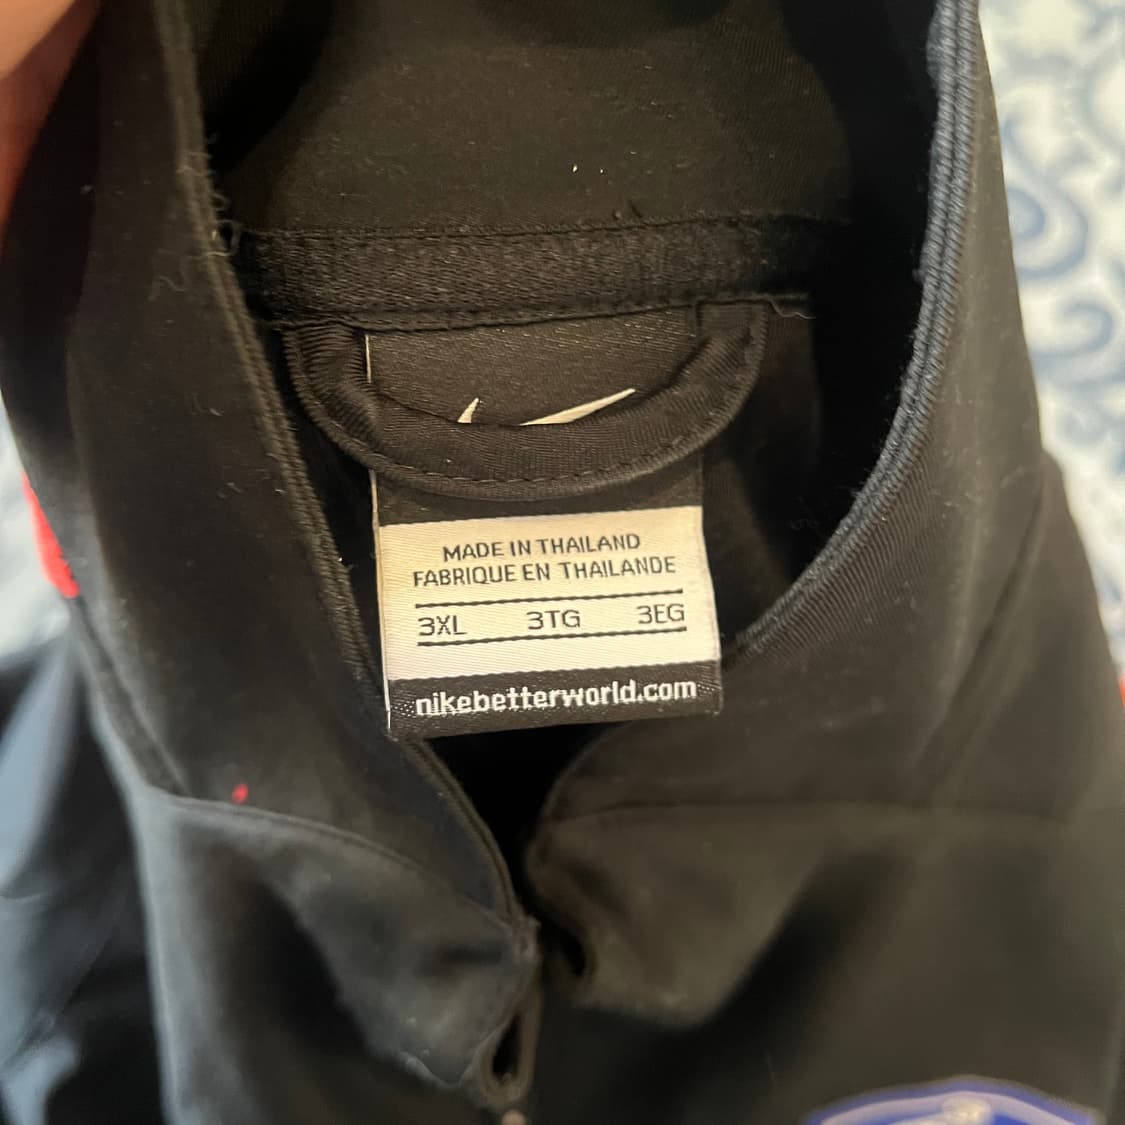 MADE IN THAILAND
FABRIQUE EN THAILANDE
3XL 3TG 3EG
nikebetterworld.com